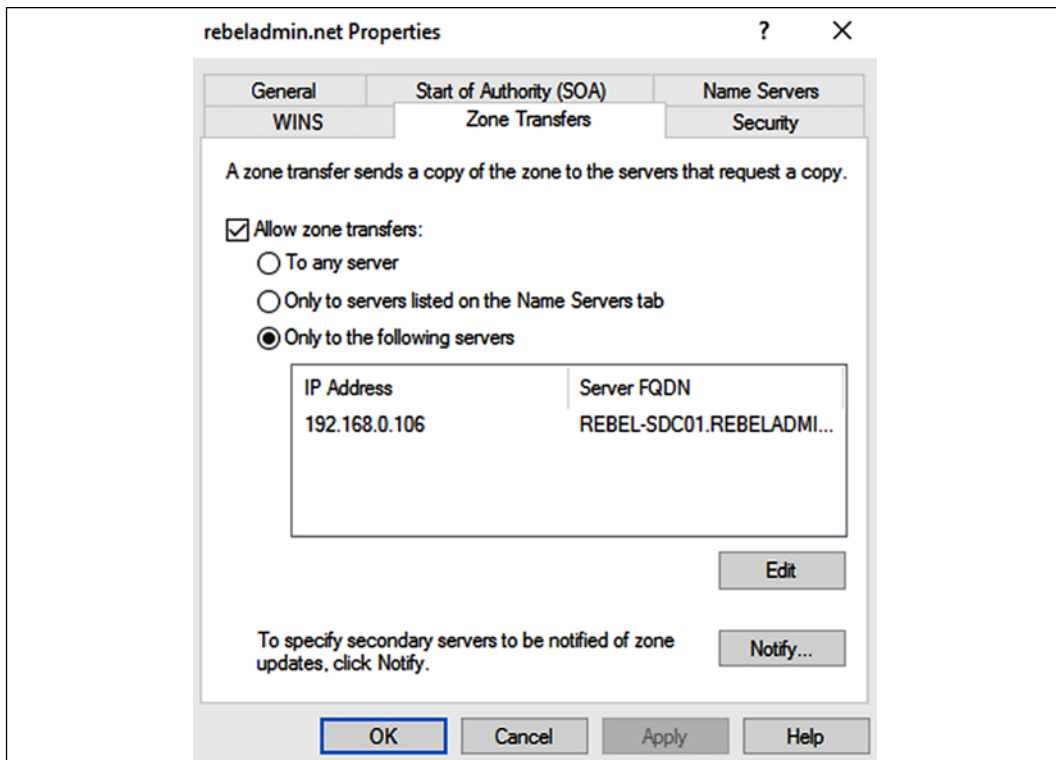 rebeladmin.net Properties ? X
General Start of Authority (SOA) Name Servers
WINS Zone Transfers Security
A zone transfer sends a copy of the zone to the servers that request a copy.
Allow zone transfers:
To any server
Only to servers listed on the Name Servers tab
Only to the following servers
IP Address Server FQDN
192.168.0.106 REBEL-SDC01.REBELADMI...
Edit
To specify secondary servers to be notified of zone
updates, click Notify.
Notify...
OK Cancel Apply Help